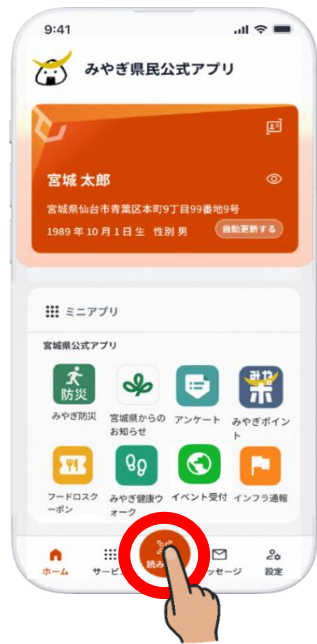 9:41
みやぎ県民公式アプリ
宮城 太郎
宮城県仙台市青葉区本町9丁目99番地9号
1989 年 10 月 1 日 生 性別 男
自動更新する
ミニアプリ
宮城県公式アプリ
防災
みやぎ
みやぎ防災
宮城県からの
お知らせ
アンケート
みやぎポイン
ト
フードロスク
ーポン
みやぎ健康ウ
ォーク
イベント受付
インフラ通報
ホーム
サービ
読み
ッセージ
設定